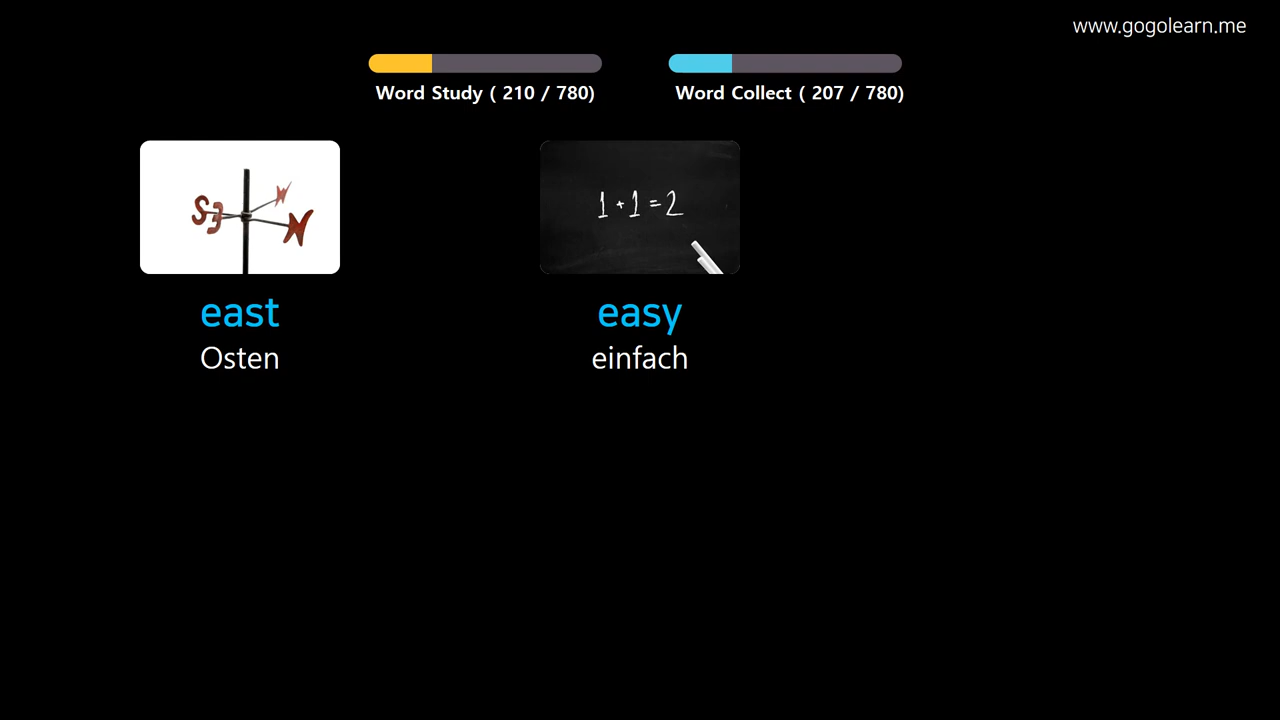 www.gogolearn.me
Word Study ( 210 / 780)
Word Collect ( 207 / 780)
S E N
1 + 1 = 2
east
easy
Osten
einfach